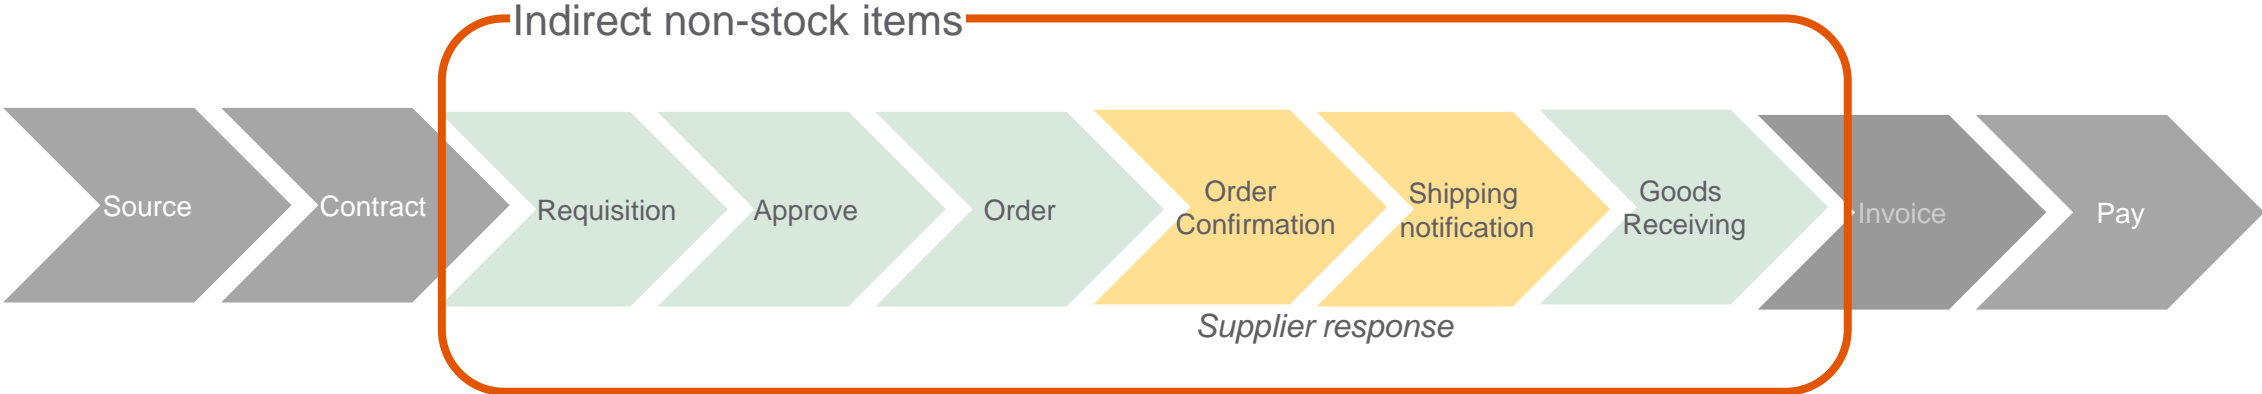 Indirect non-stock items
Source
Contract
Requisition
Approve
Order
Order
Confirmation
Shipping
notification
Goods
Receiving
Invoice
Pay
Supplier response